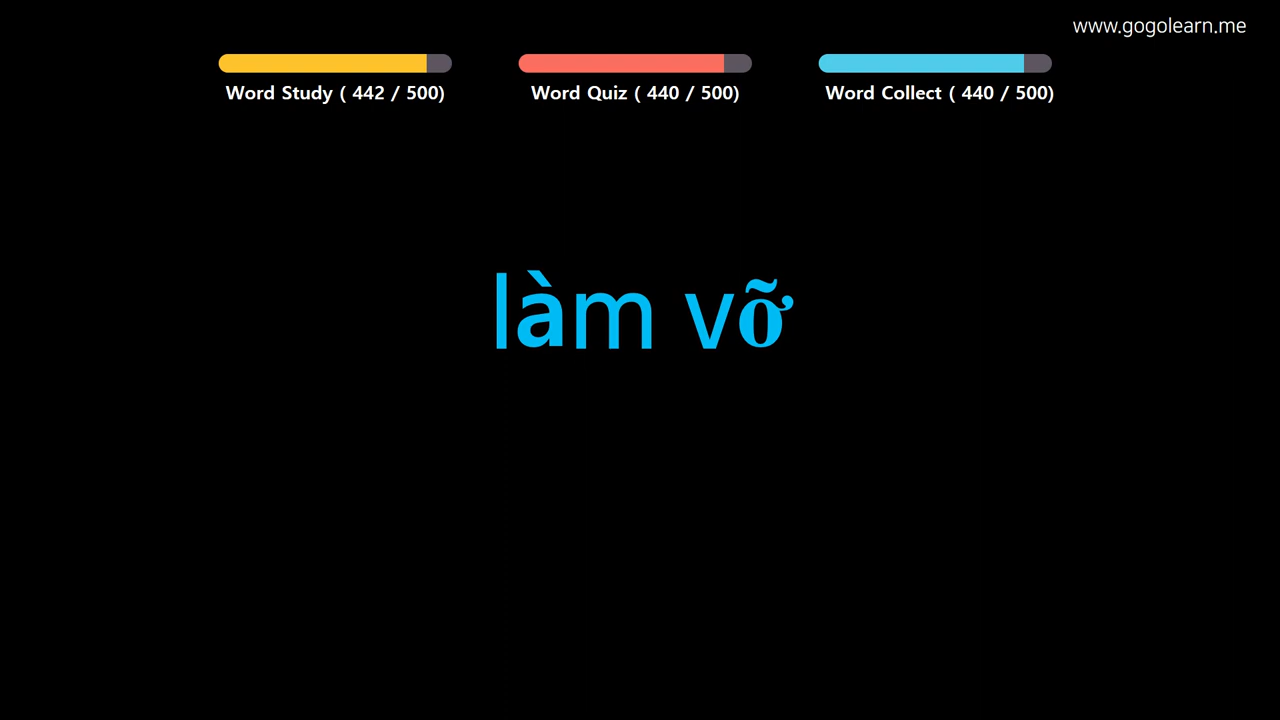 www.gogolearn.me
Word Study ( 442 / 500)
Word Quiz ( 440 / 500)
Word Collect ( 440 / 500)
làm vỡ